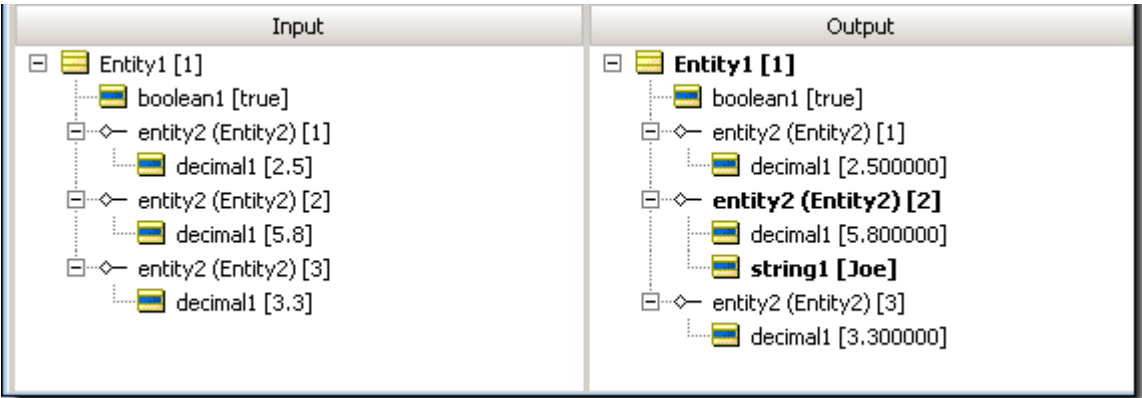 Input
Entity1 [1]
boolean1 [true]
entity2 (Entity2) [1]
decimal1 [2.5]
entity2 (Entity2) [2]
decimal1 [5.8]
entity2 (Entity2) [3]
decimal1 [3.3]
Output
Entity1 [1]
boolean1 [true]
entity2 (Entity2) [1]
decimal1 [2.500000]
entity2 (Entity2) [2]
decimal1 [5.800000]
string1 [Joe]
entity2 (Entity2) [3]
decimal1 [3.300000]